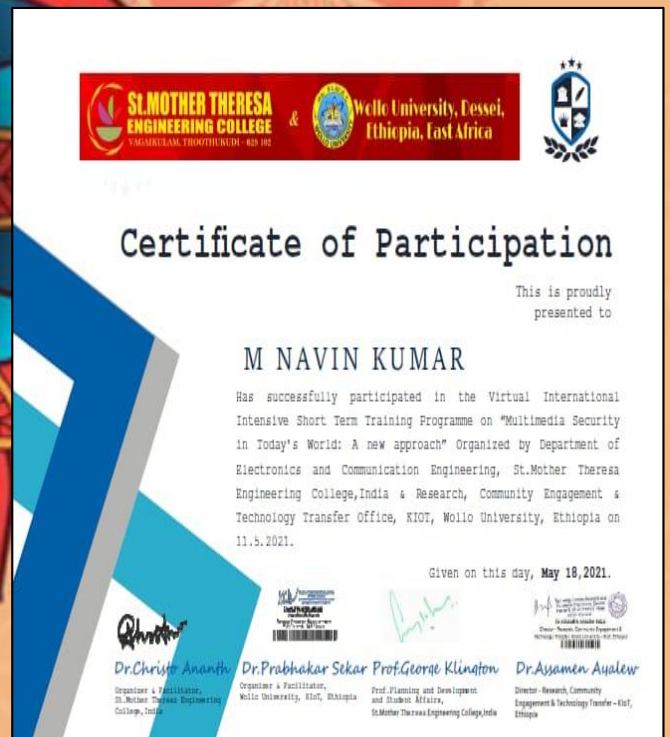 St.MOTHER THERESA
ENGINEERING COLLEGE
VAGAIKULAM, THOOTHUKUDI - 628 102
&
Wollo University, Dessei,
Ethiopia, East Africa
Certificate of Participation
This is proudly
presented to
M NAVIN KUMAR
Has successfully participated in the Virtual International
Intensive Short Term Training Programme on "Multimedia Security
in Today's World: A new approach" Organized by Department of
Electronics and Communication Engineering, St.Mother Theresa
Engineering College,India & Research, Community Engagement &
Technology Transfer Office, KIOT, Wollo University, Ethiopia on
11.5.2021.
Given on this day, May 18,2021.
Dr.Christo Ananth
Organizer & Facilitator,
St.Mother Theresa Engineering
College, India
Dr.Prabhakar Sekar
Organizer & Facilitator,
Wollo University, KIoT, Ethiopia
Prof.George Klington
Prof.Planning and Development
and Student Affairs,
St.Mother Theresa Engineering College,India
Dr.Assamen Ayalew
Director - Research, Community
Engagement & Technology Transfer – KIoT,
Ethiopia